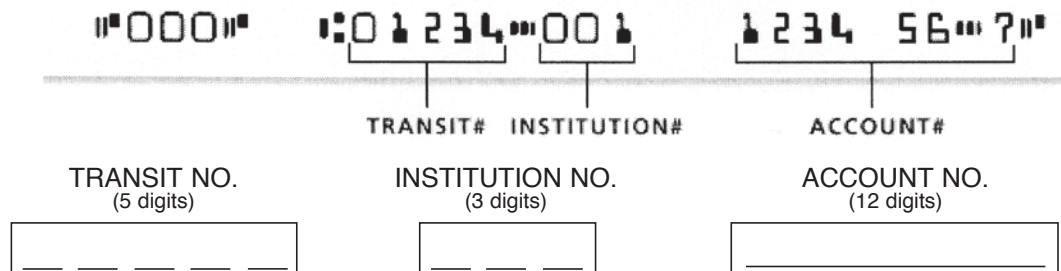 ⑈000⑈ ⑆01234⑉001 1234 56⑉7⑈
TRANSIT# INSTITUTION# ACCOUNT#
TRANSIT NO. INSTITUTION NO. ACCOUNT NO.
(5 digits) (3 digits) (12 digits)